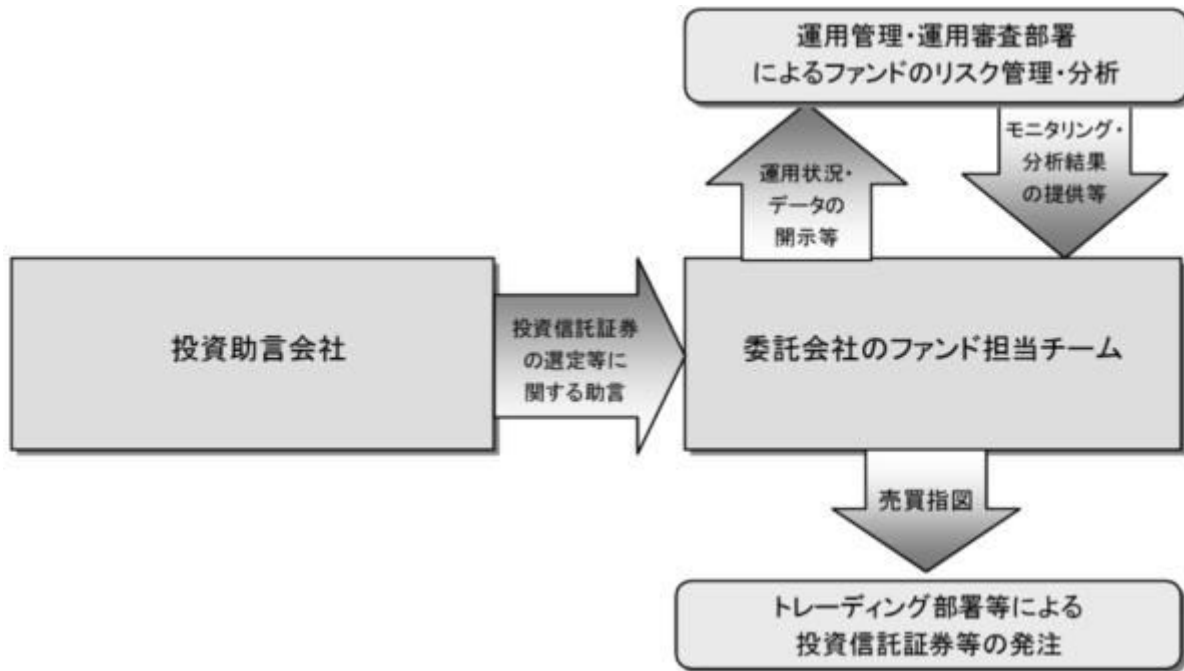 運用管理・運用審査部署
によるファンドのリスク管理・分析
運用状況・
データの
開示等
モニタリング・
分析結果
の提供等
投資助言会社
投資信託証券
の選定等に
関する助言
委託会社のファンド担当チーム
売買指図
トレーディング部署等による
投資信託証券等の発注